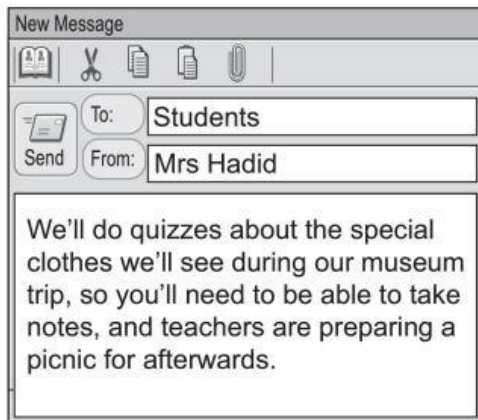 New Message
To:
Students
Send
From:
Mrs Hadid
We'll do quizzes about the special
clothes we'll see during our museum
trip, so you'll need to be able to take
notes, and teachers are preparing a
picnic for afterwards.